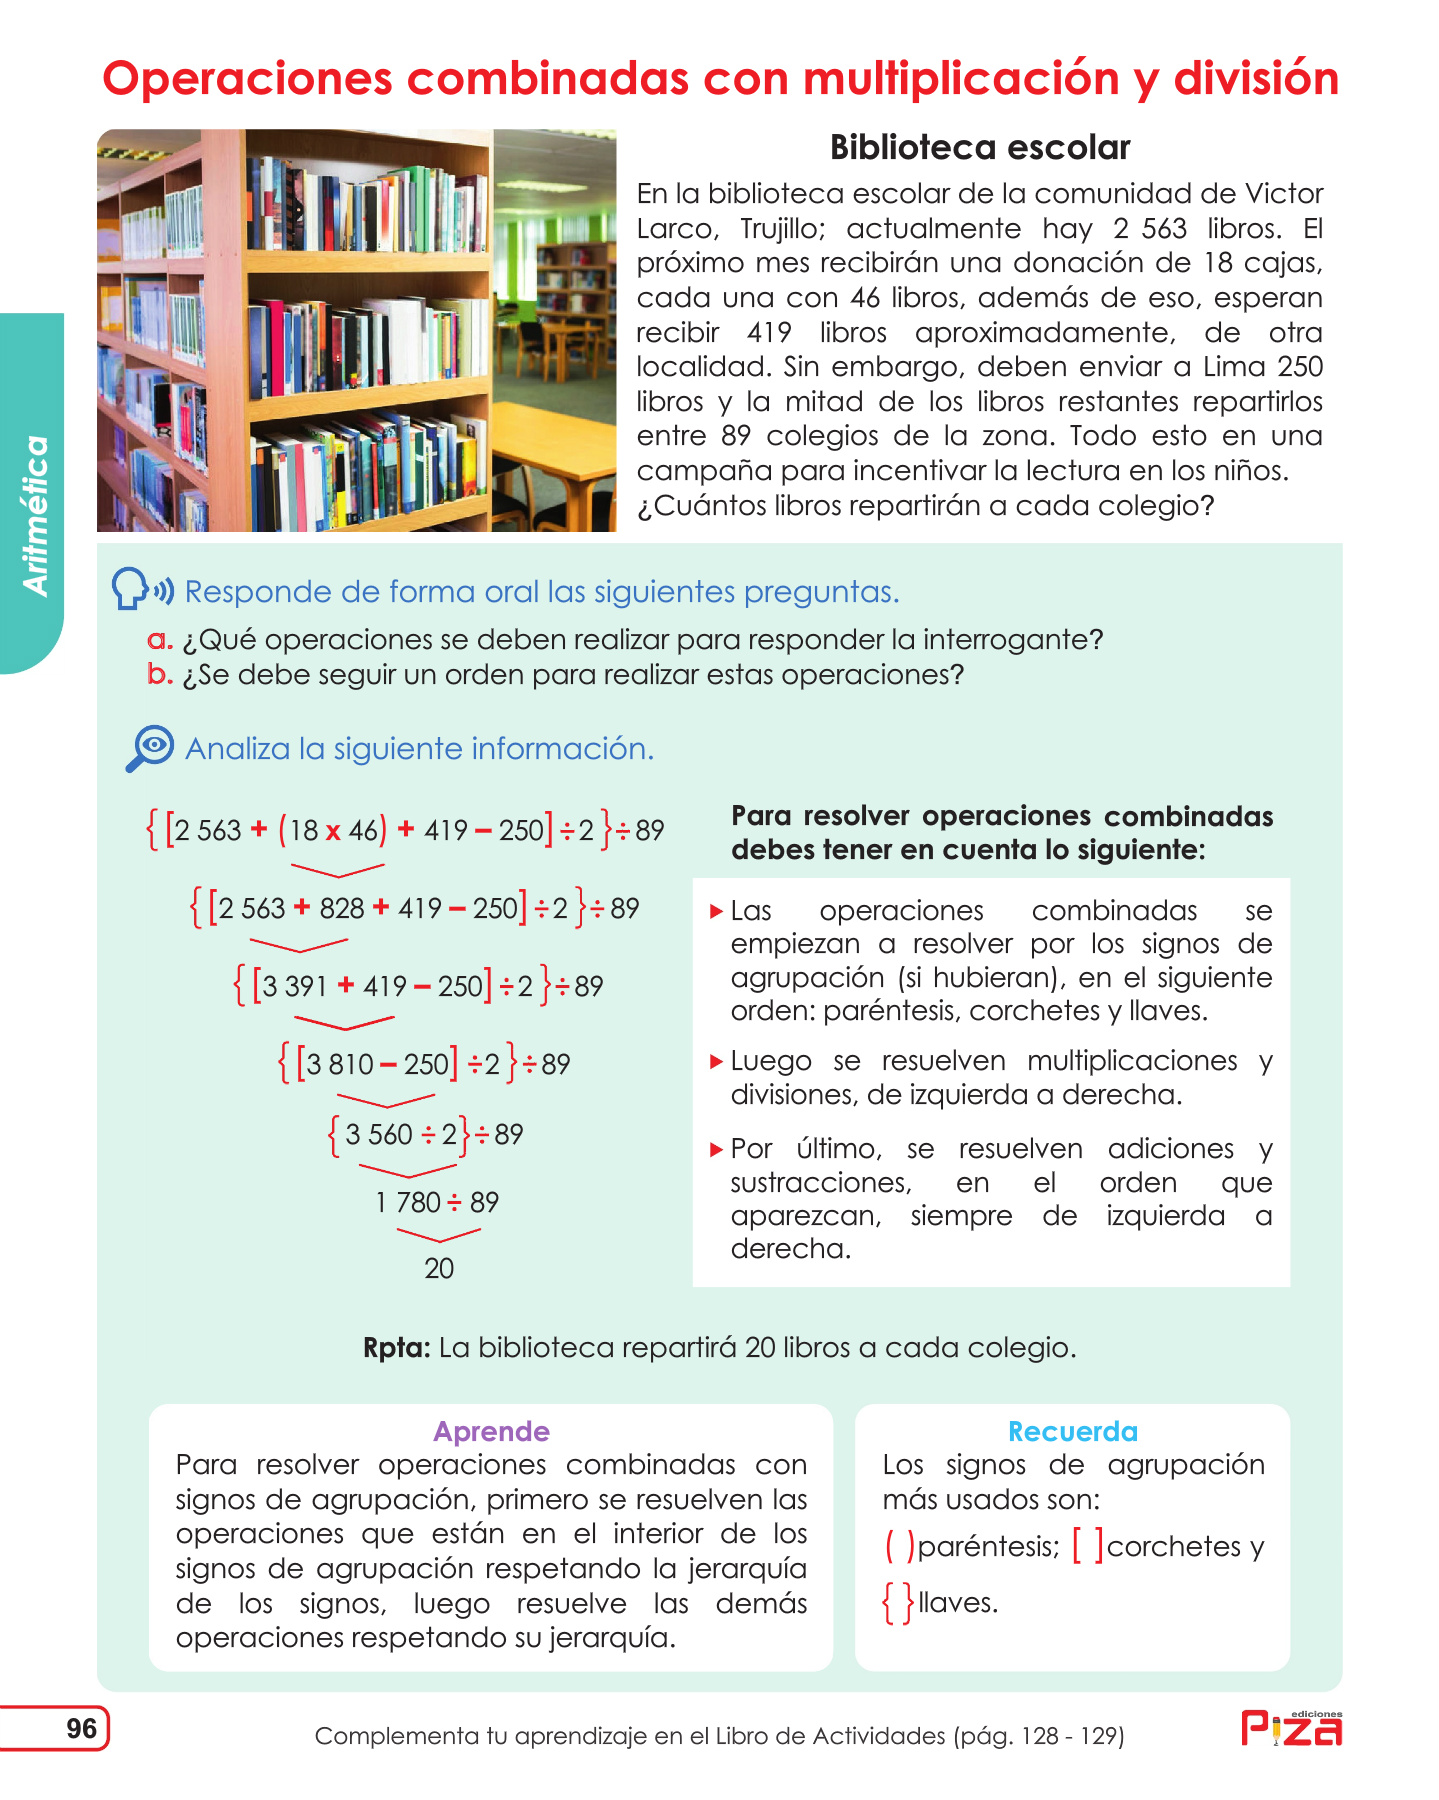 Operaciones combinadas con multiplicación y división
Biblioteca escolar
En la biblioteca escolar de la comunidad de Victor
Larco, Trujillo; actualmente hay 2 563 libros. El
próximo mes recibirán una donación de 18 cajas,
cada una con 46 libros, además de eso, esperan
recibir 419 libros aproximadamente, de otra
localidad. Sin embargo, deben enviar a Lima 250
libros y la mitad de los libros restantes repartirlos
entre 89 colegios de la zona. Todo esto en una
campaña para incentivar la lectura en los niños.
¿Cuántos libros repartirán a cada colegio?
Aritmética
Responde de forma oral las siguientes preguntas.
a. ¿Qué operaciones se deben realizar para responder la interrogante?
b. ¿Se debe seguir un orden para realizar estas operaciones?
Analiza la siguiente información.
{ [2 563 + (18 x 46) + 419 – 250] ÷ 2 } ÷ 89
{ [2 563 + 828 + 419 – 250] ÷ 2 } ÷ 89
{ [3 391 + 419 – 250] ÷ 2 } ÷ 89
{ [3 810 – 250] ÷ 2 } ÷ 89
{ 3 560 ÷ 2 } ÷ 89
1 780 ÷ 89
20
Para resolver operaciones combinadas
debes tener en cuenta lo siguiente:
Las operaciones combinadas se
empiezan a resolver por los signos de
agrupación (si hubieran), en el siguiente
orden: paréntesis, corchetes y llaves.
Luego se resuelven multiplicaciones y
divisiones, de izquierda a derecha.
Por último, se resuelven adiciones y
sustracciones, en el orden que
aparezcan, siempre de izquierda a
derecha.
Rpta: La biblioteca repartirá 20 libros a cada colegio.
Aprende
Para resolver operaciones combinadas con
signos de agrupación, primero se resuelven las
operaciones que están en el interior de los
signos de agrupación respetando la jerarquía
de los signos, luego resuelve las demás
operaciones respetando su jerarquía.
Recuerda
Los signos de agrupación
más usados son:
( ) paréntesis; [ ] corchetes y
{ } llaves.
96
Complementa tu aprendizaje en el Libro de Actividades (pág. 128 - 129)
ediciones
Piza